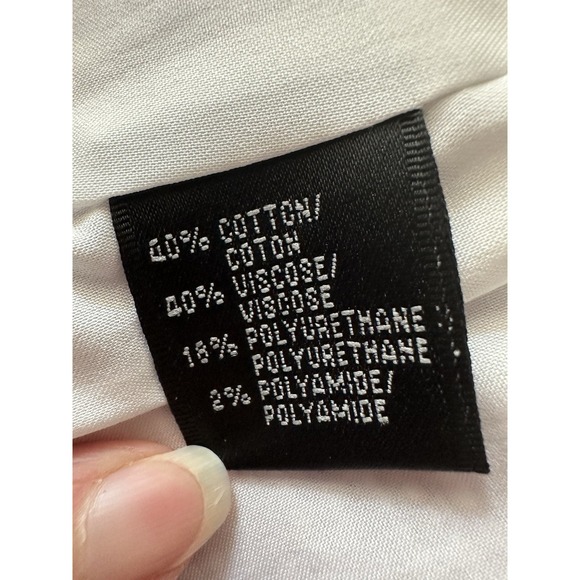 40% COTTON/
COTON
40% VISCOSE/
VISCOSE
18% POLYURETHANE
POLYURETHANE
2% POLYAMIDE/
POLYAMIDE